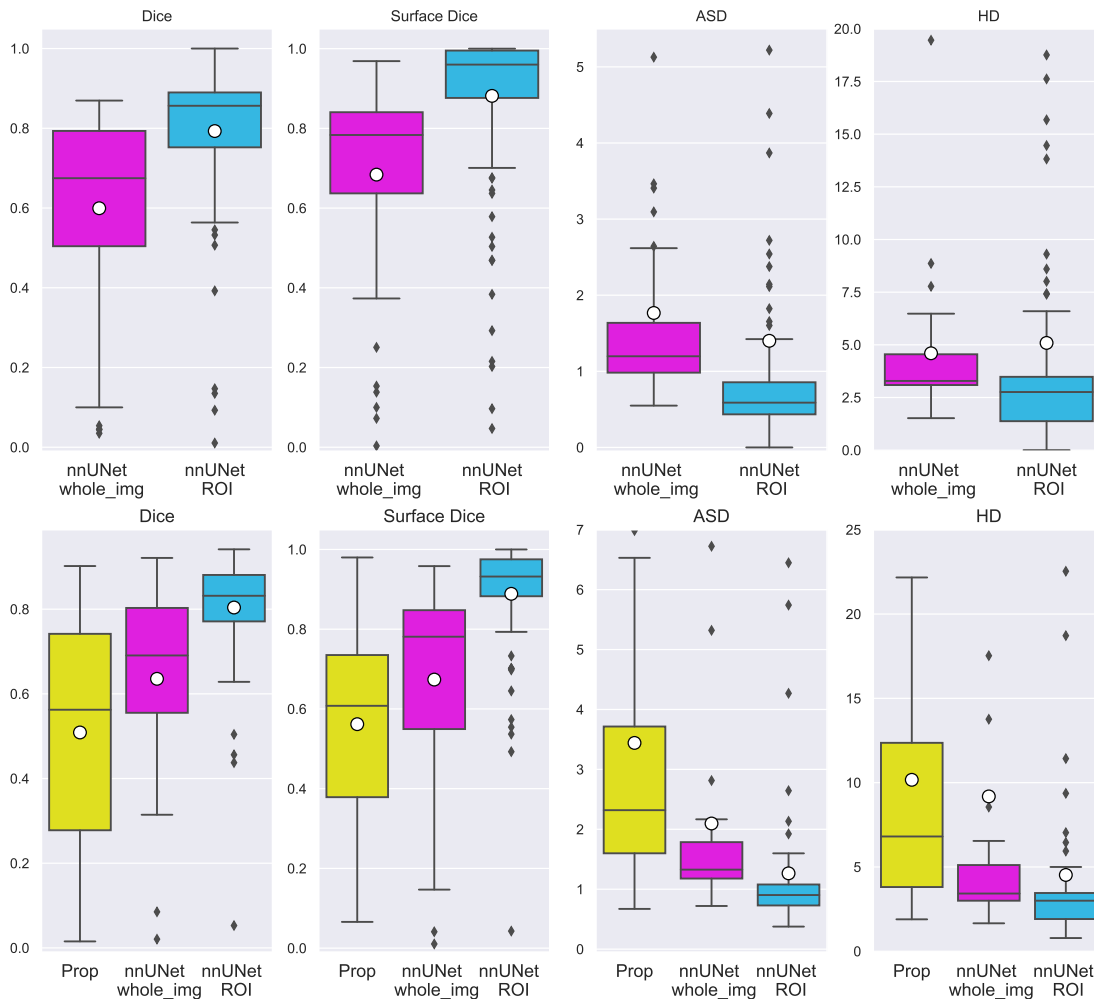 Dice
Surface Dice
ASD
HD
1.0
0.8
0.6
0.4
0.2
0.0
1.0
0.8
0.6
0.4
0.2
0.0
5
4
3
2
1
0
20.0
17.5
15.0
12.5
10.0
7.5
5.0
2.5
0.0
nnUNet
whole_img
nnUNet
ROI
nnUNet
whole_img
nnUNet
ROI
nnUNet
whole_img
nnUNet
ROI
nnUNet
whole_img
nnUNet
ROI
Dice
Surface Dice
ASD
HD
0.8
0.6
0.4
0.2
0.0
1.0
0.8
0.6
0.4
0.2
0.0
7
6
5
4
3
2
1
0
25
20
15
10
5
0
Prop
nnUNet
whole_img
nnUNet
ROI
Prop
nnUNet
whole_img
nnUNet
ROI
Prop
nnUNet
whole_img
nnUNet
ROI
Prop
nnUNet
whole_img
nnUNet
ROI